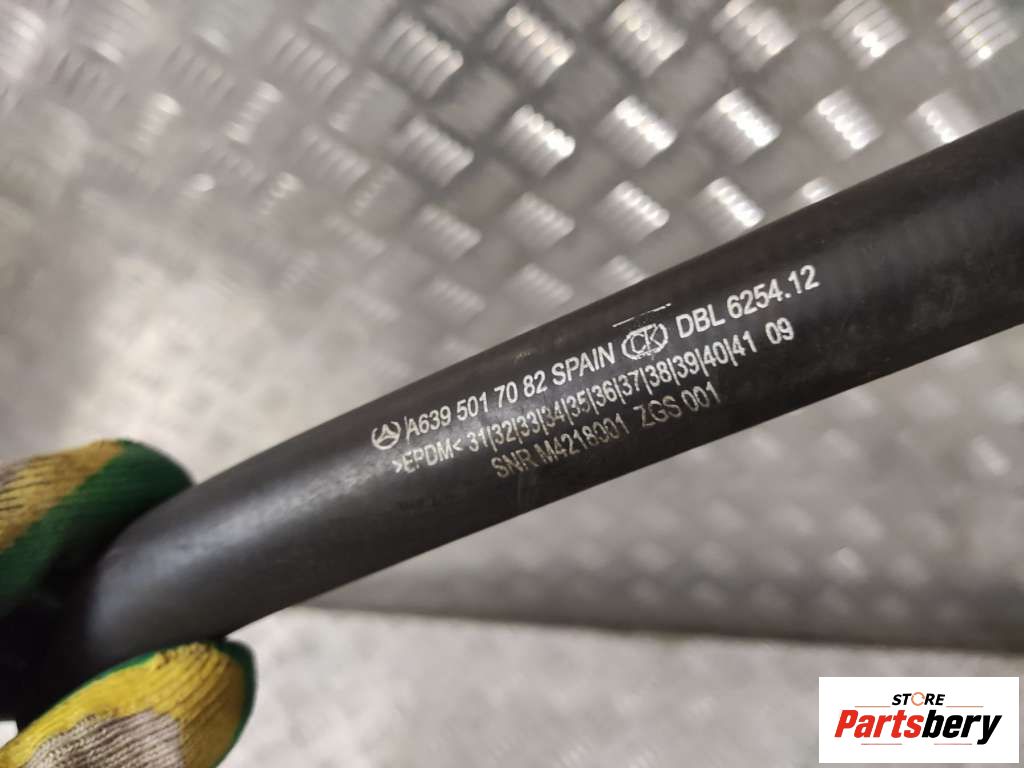 A639 501 70 82 SPAIN CK DBL 6254.12
>EPDM< 31|32|33|34|35|36|37|38|39|40|41 09
SNR M4218001 ZGS 001
STORE
Partsbery